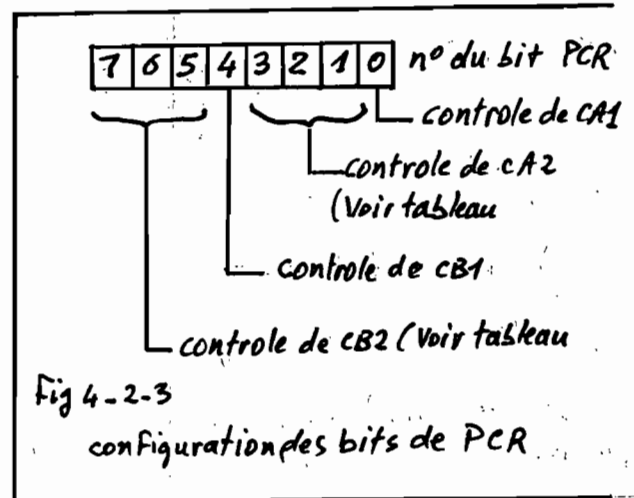 7 6 5 4 3 2 1 0 n° du bit PCR
controle de CA1
controle de CA2
(Voir tableau
controle de CB1
controle de CB2 (Voir tableau
Fig 4-2-3
configuration des bits de PCR